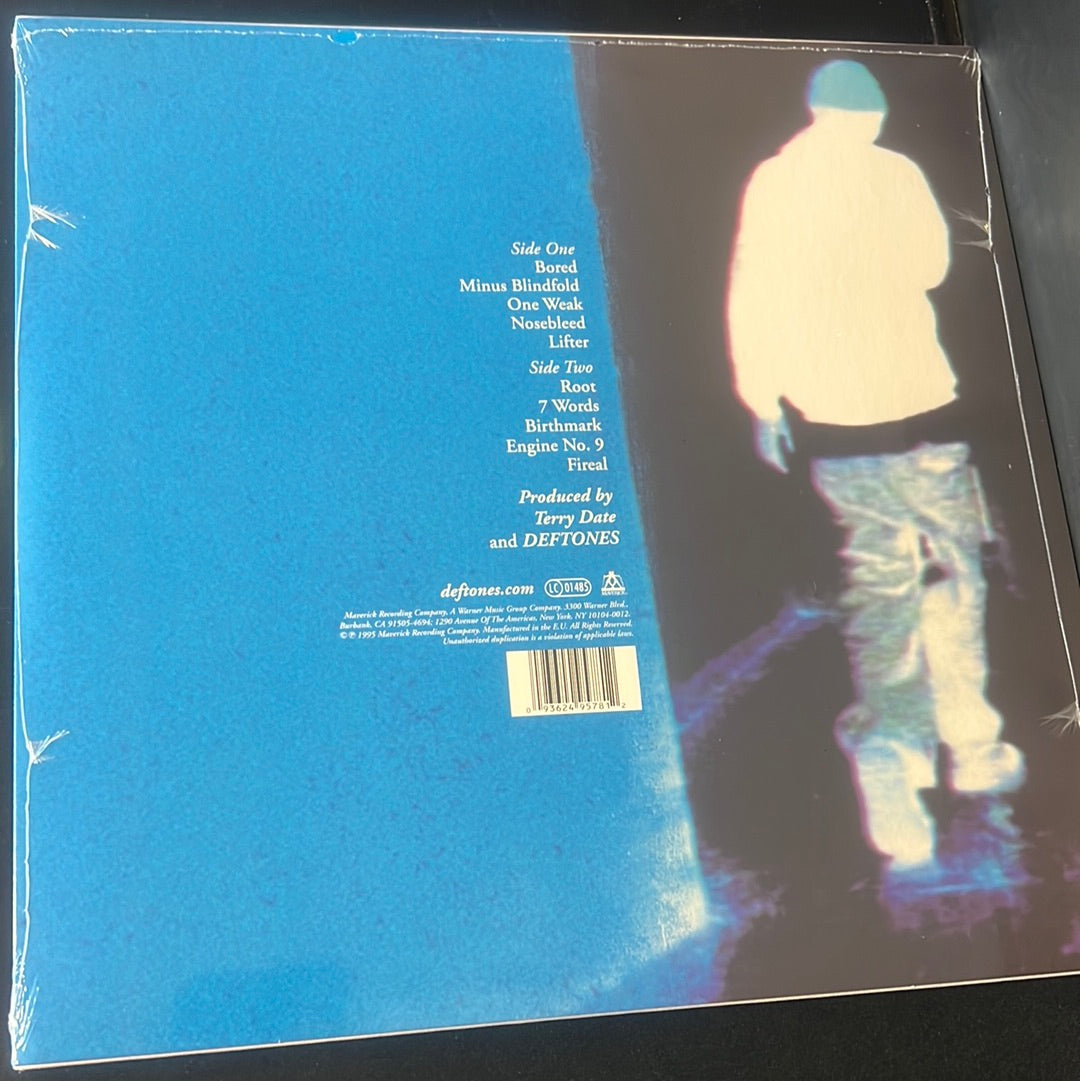 Side One
Bored
Minus Blindfold
One Weak
Nosebleed
Lifter
Side Two
Root
7 Words
Birthmark
Engine No. 9
Fireal
Produced by
Terry Date
and DEFTONES
deftones.com LC 01485
MAVERICK
Maverick Recording Company, A Warner Music Group Company, 3300 Warner Blvd.,
Burbank, CA 91505-4694; 1290 Avenue Of The Americas, New York, NY 10104-0012.
© ℗ 1995 Maverick Recording Company. Manufactured in the E.U. All Rights Reserved.
Unauthorized duplication is a violation of applicable laws.
0 93624 95781 2